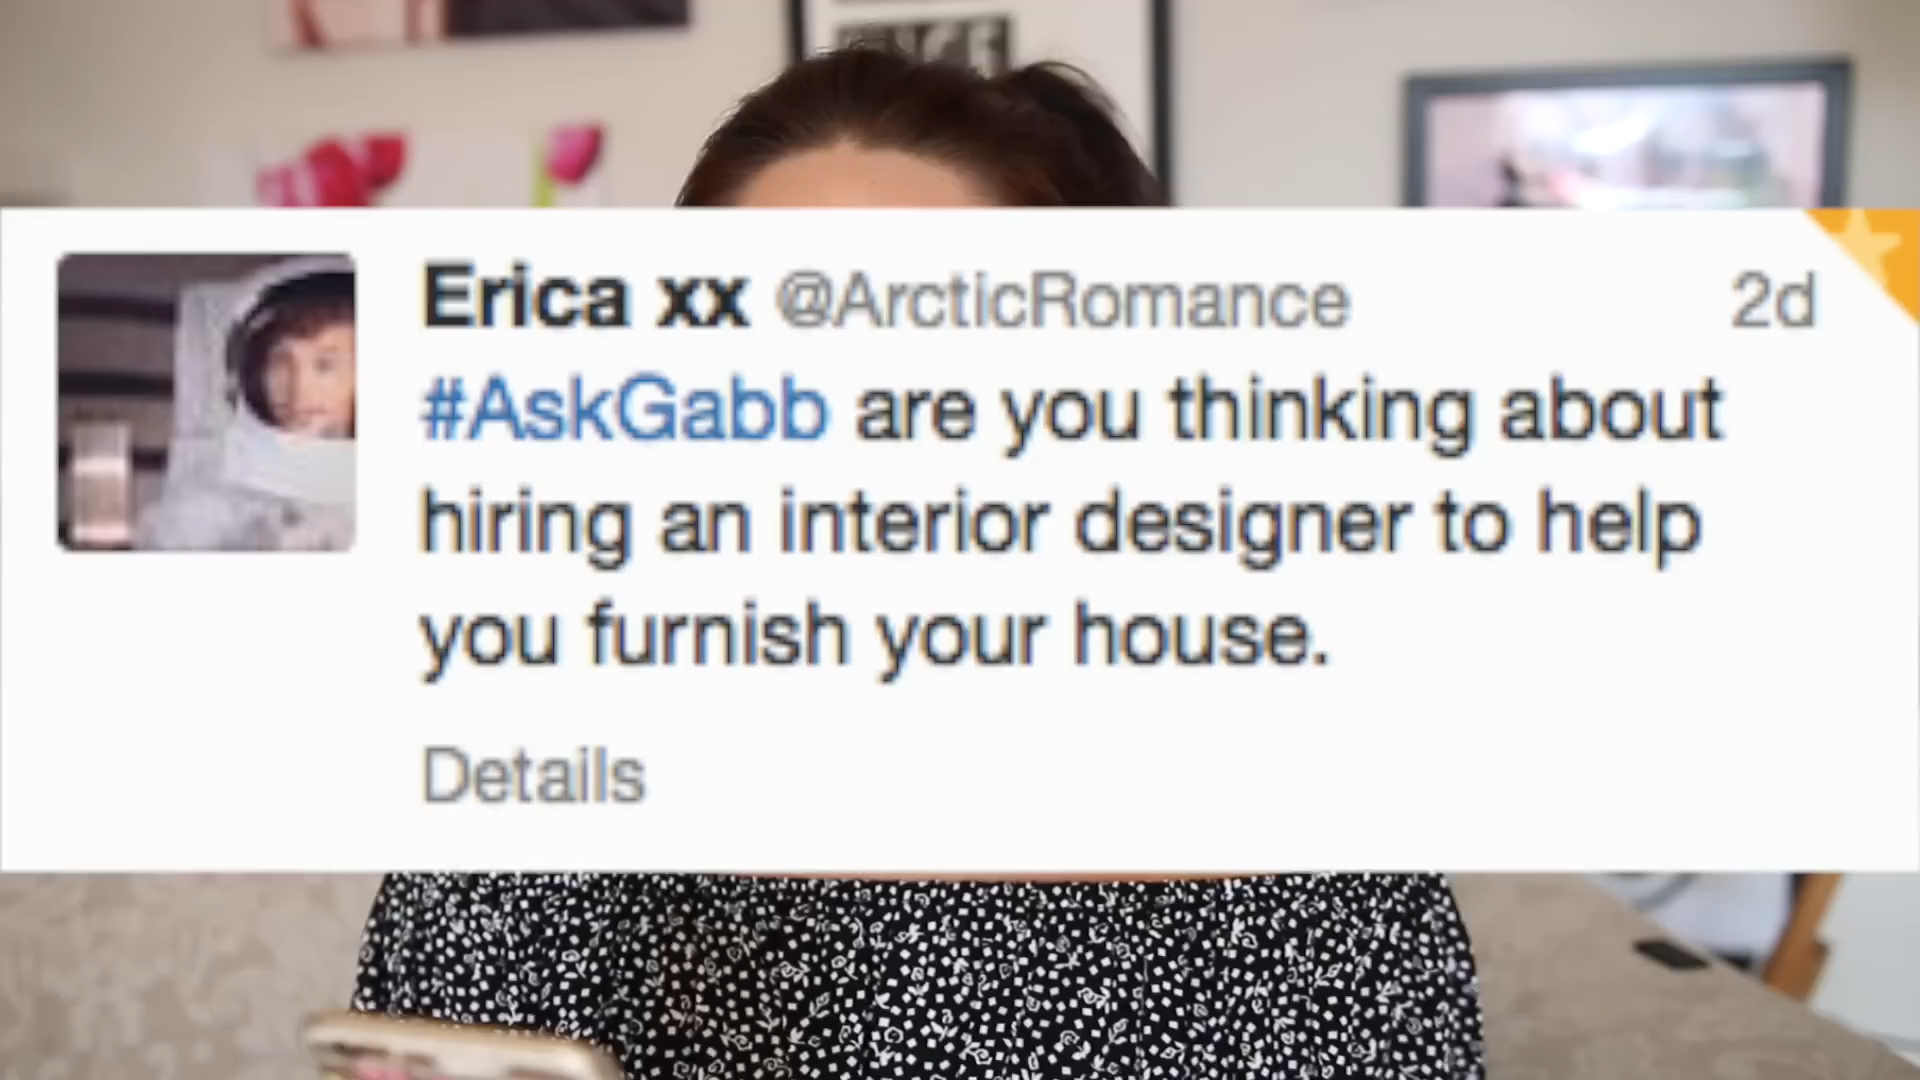 Erica xx @ArcticRomance 2d
#AskGabb are you thinking about
hiring an interior designer to help
you furnish your house.
Details